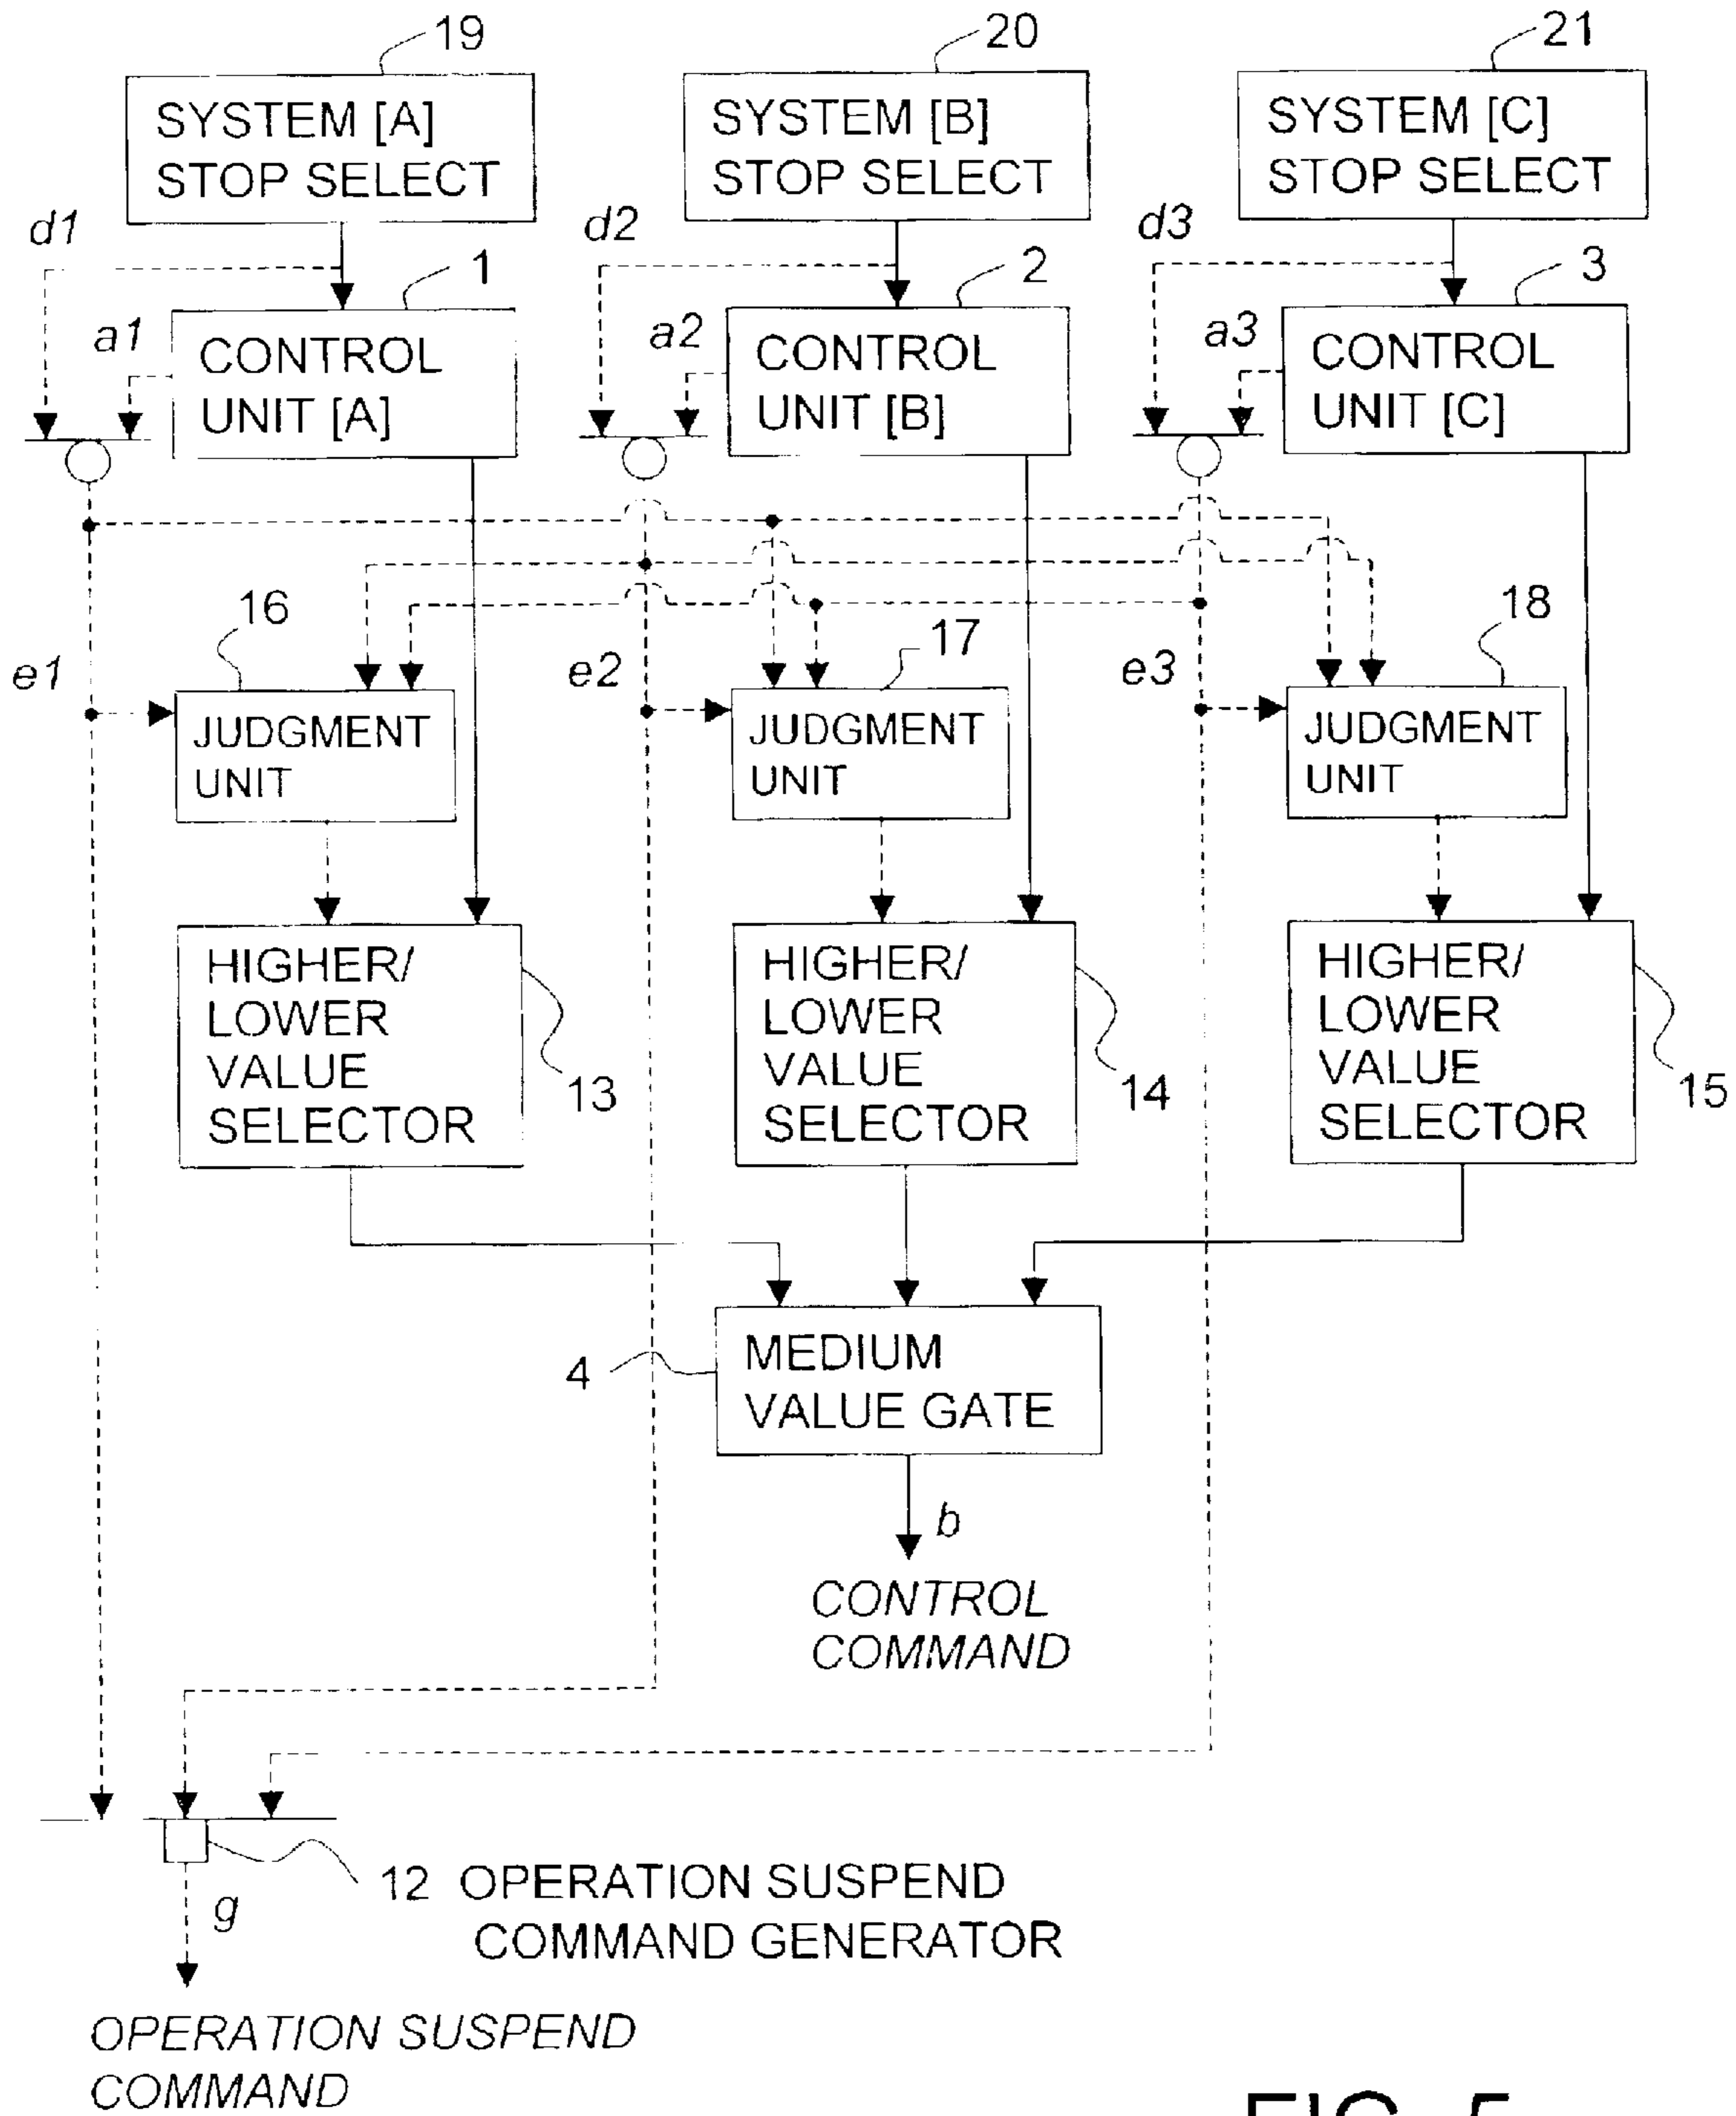 19
20
21
SYSTEM [A]
STOP SELECT
SYSTEM [B]
STOP SELECT
SYSTEM [C]
STOP SELECT
d1
d2
d3
1
2
3
a1
a2
a3
CONTROL
UNIT [A]
CONTROL
UNIT [B]
CONTROL
UNIT [C]
16
17
18
e1
e2
e3
JUDGMENT
UNIT
JUDGMENT
UNIT
JUDGMENT
UNIT
HIGHER/
LOWER
VALUE
SELECTOR
13
HIGHER/
LOWER
VALUE
SELECTOR
14
HIGHER/
LOWER
VALUE
SELECTOR
15
4
MEDIUM
VALUE GATE
b
CONTROL
COMMAND
12 OPERATION SUSPEND
COMMAND GENERATOR
g
OPERATION SUSPEND
COMMAND
FIG. 5